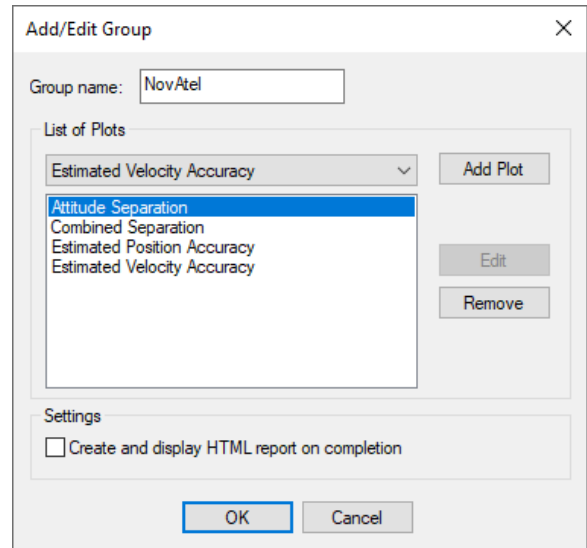 Add/Edit Group
Group name: NovAtel
List of Plots
Estimated Velocity Accuracy Add Plot
Attitude Separation
Combined Separation
Estimated Position Accuracy
Estimated Velocity Accuracy
Edit
Remove
Settings
Create and display HTML report on completion
OK Cancel